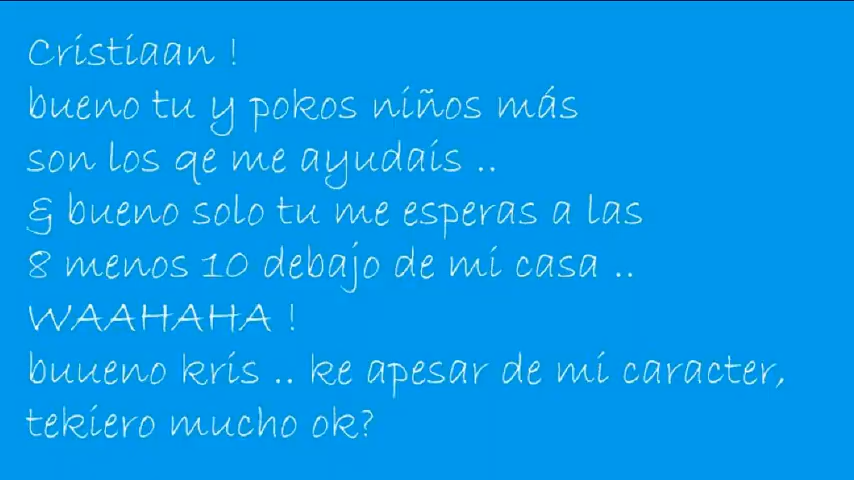 Cristiaan !
bueno tu y pokos niños más
son los qe me ayudais ..
& bueno solo tu me esperas a las
8 menos 10 debajo de mi casa ..
WAAHAHA !
buueno kris .. ke apesar de mi caracter,
tekiero mucho ok?